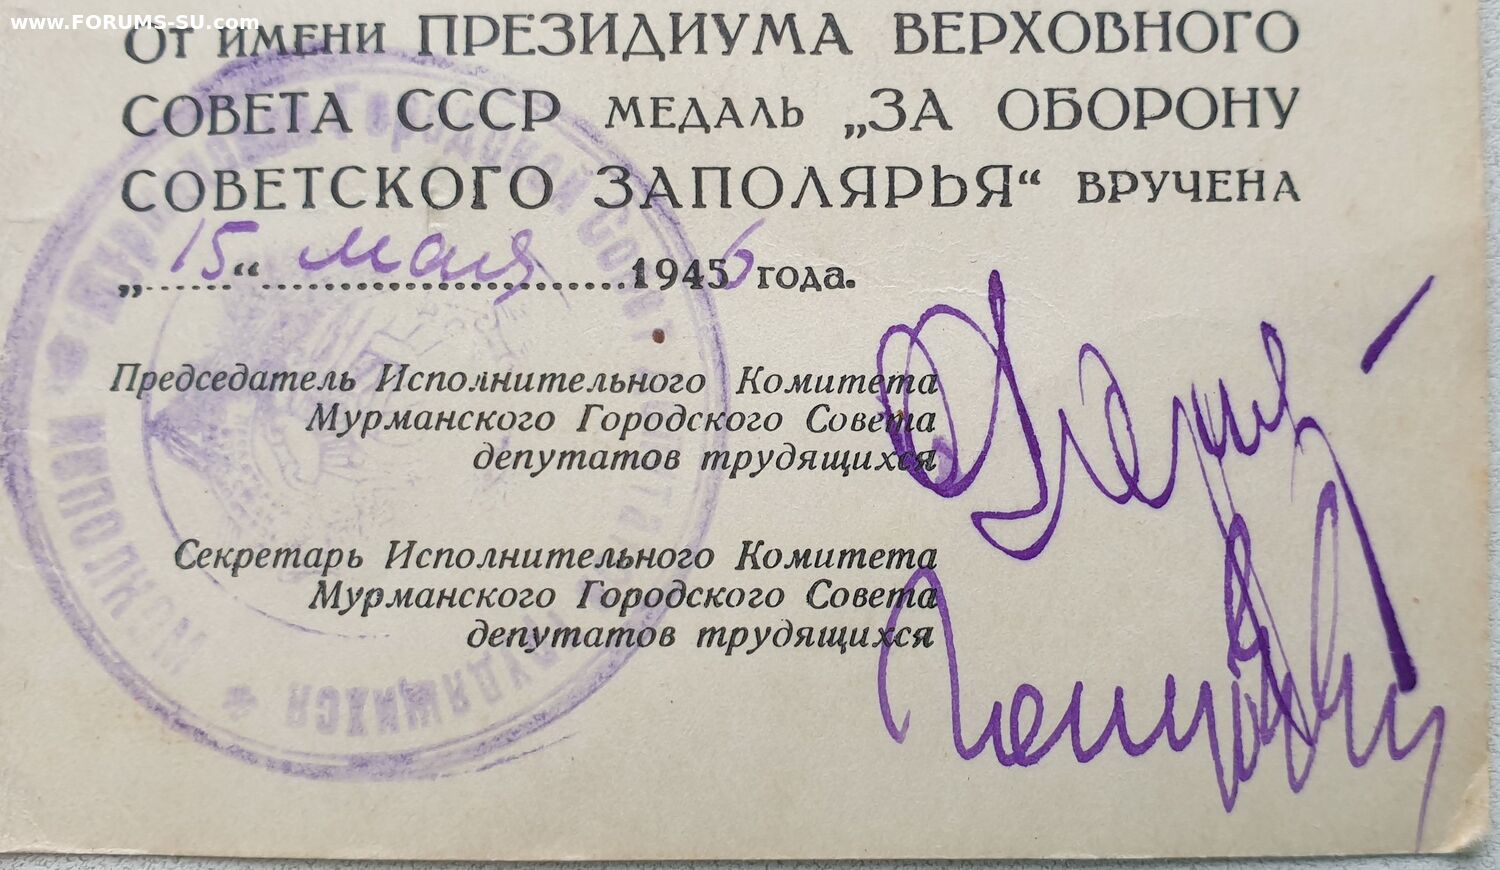 www.FORUMS-SU.com
От имени ПРЕЗИДИУМА ВЕРХОВНОГО
СОВЕТА СССР МЕДАЛЬ „ЗА ОБОРОНУ
СОВЕТСКОГО ЗАПОЛЯРЬЯ“ ВРУЧЕНА
„15“ мая 1946 года.
Председатель Исполнительного Комитета
Мурманского Городского Совета
депутатов трудящихся
Секретарь Исполнительного Комитета
Мурманского Городского Совета
депутатов трудящихся